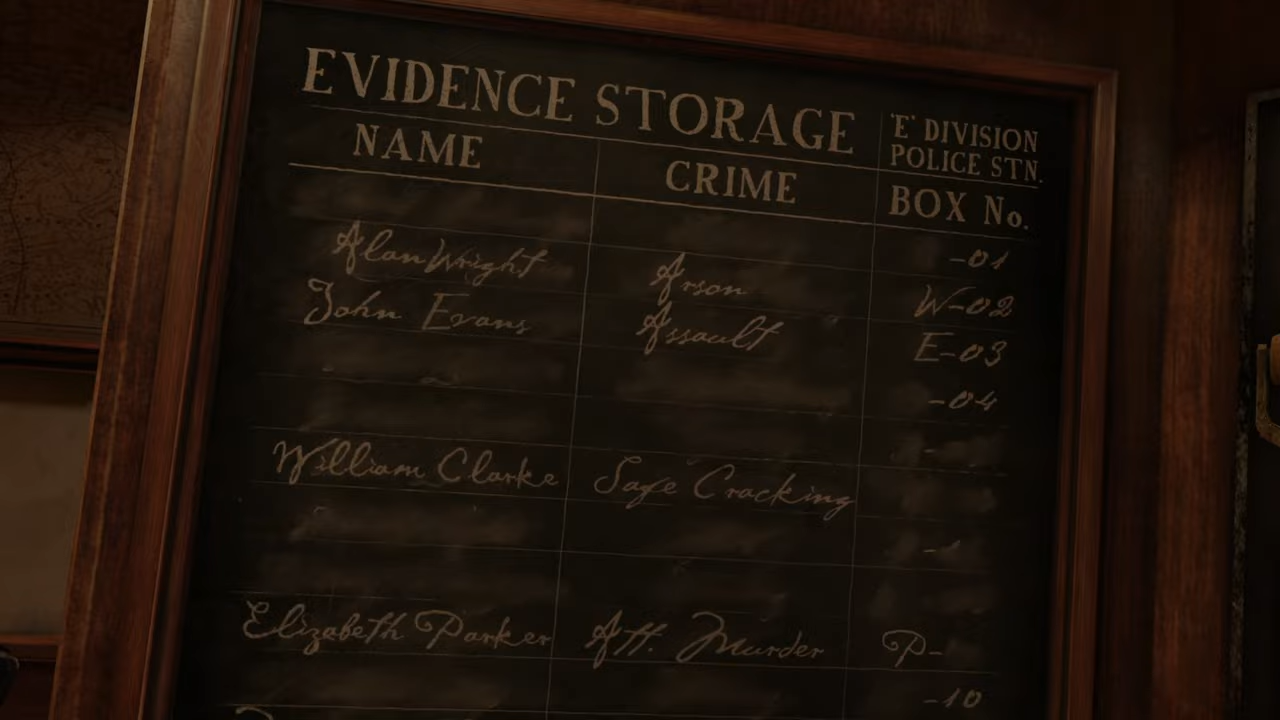 EVIDENCE STORAGE
'E' DIVISION
POLICE STN.
NAME CRIME BOX No.
-01
Alan Wright Arson W-02
John Evans Assault E-03
-04
William Clarke Safe Cracking
-
Elizabeth Parker Att. Murder P-
-10